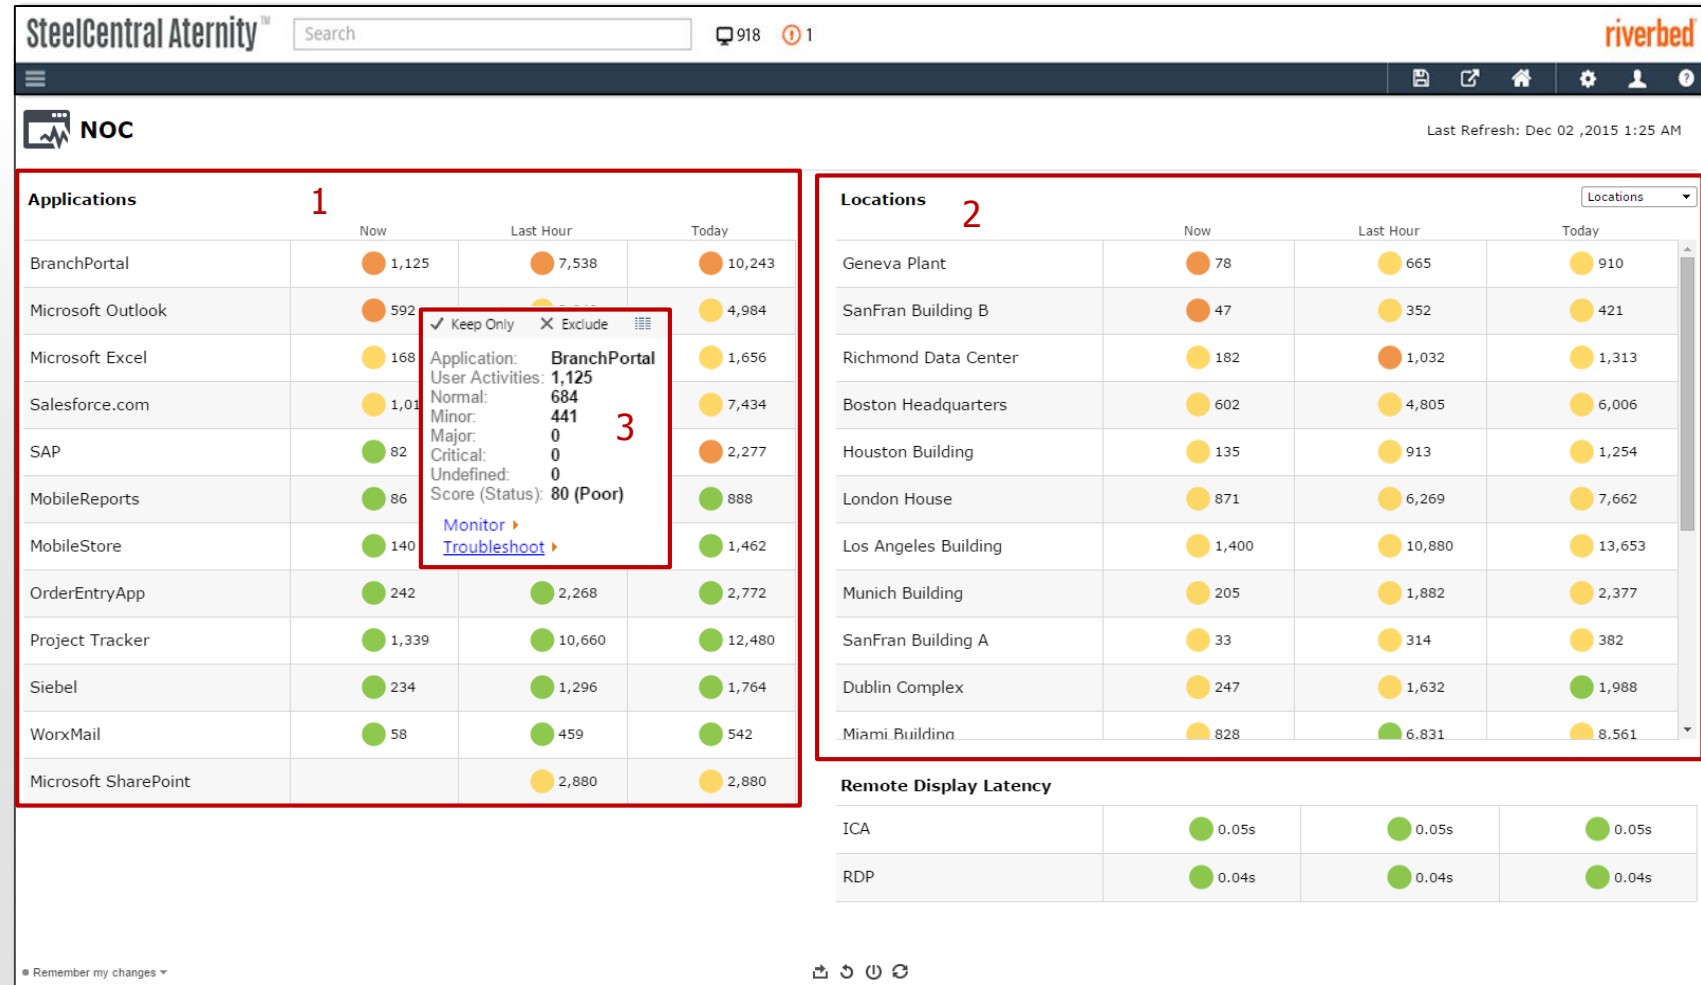 SteelCentral Aternity™ Search 918 1 riverbed
NOC Last Refresh: Dec 02 ,2015 1:25 AM
Applications 1
Now Last Hour Today
BranchPortal 1,125 7,538 10,243
Microsoft Outlook 592 4,984
Microsoft Excel 168 1,656
Salesforce.com 7,434
SAP 82 2,277
MobileReports 86 888
MobileStore 140 1,462
OrderEntryApp 242 2,268 2,772
Project Tracker 1,339 10,660 12,480
Siebel 234 1,296 1,764
WorxMail 58 459 542
Microsoft SharePoint 2,880 2,880
Keep Only Exclude
Application: BranchPortal
User Activities: 1,125
Normal: 684
Minor: 441
Major: 0
Critical: 0
Undefined: 0
Score (Status): 80 (Poor)
3
Monitor
Troubleshoot
Locations 2 Locations
Now Last Hour Today
Geneva Plant 78 665 910
SanFran Building B 47 352 421
Richmond Data Center 182 1,032 1,313
Boston Headquarters 602 4,805 6,006
Houston Building 135 913 1,254
London House 871 6,269 7,662
Los Angeles Building 1,400 10,880 13,653
Munich Building 205 1,882 2,377
SanFran Building A 33 314 382
Dublin Complex 247 1,632 1,988
Miami Building 828 6,831 8,561
Remote Display Latency
ICA 0.05s 0.05s 0.05s
RDP 0.04s 0.04s 0.04s
Remember my changes